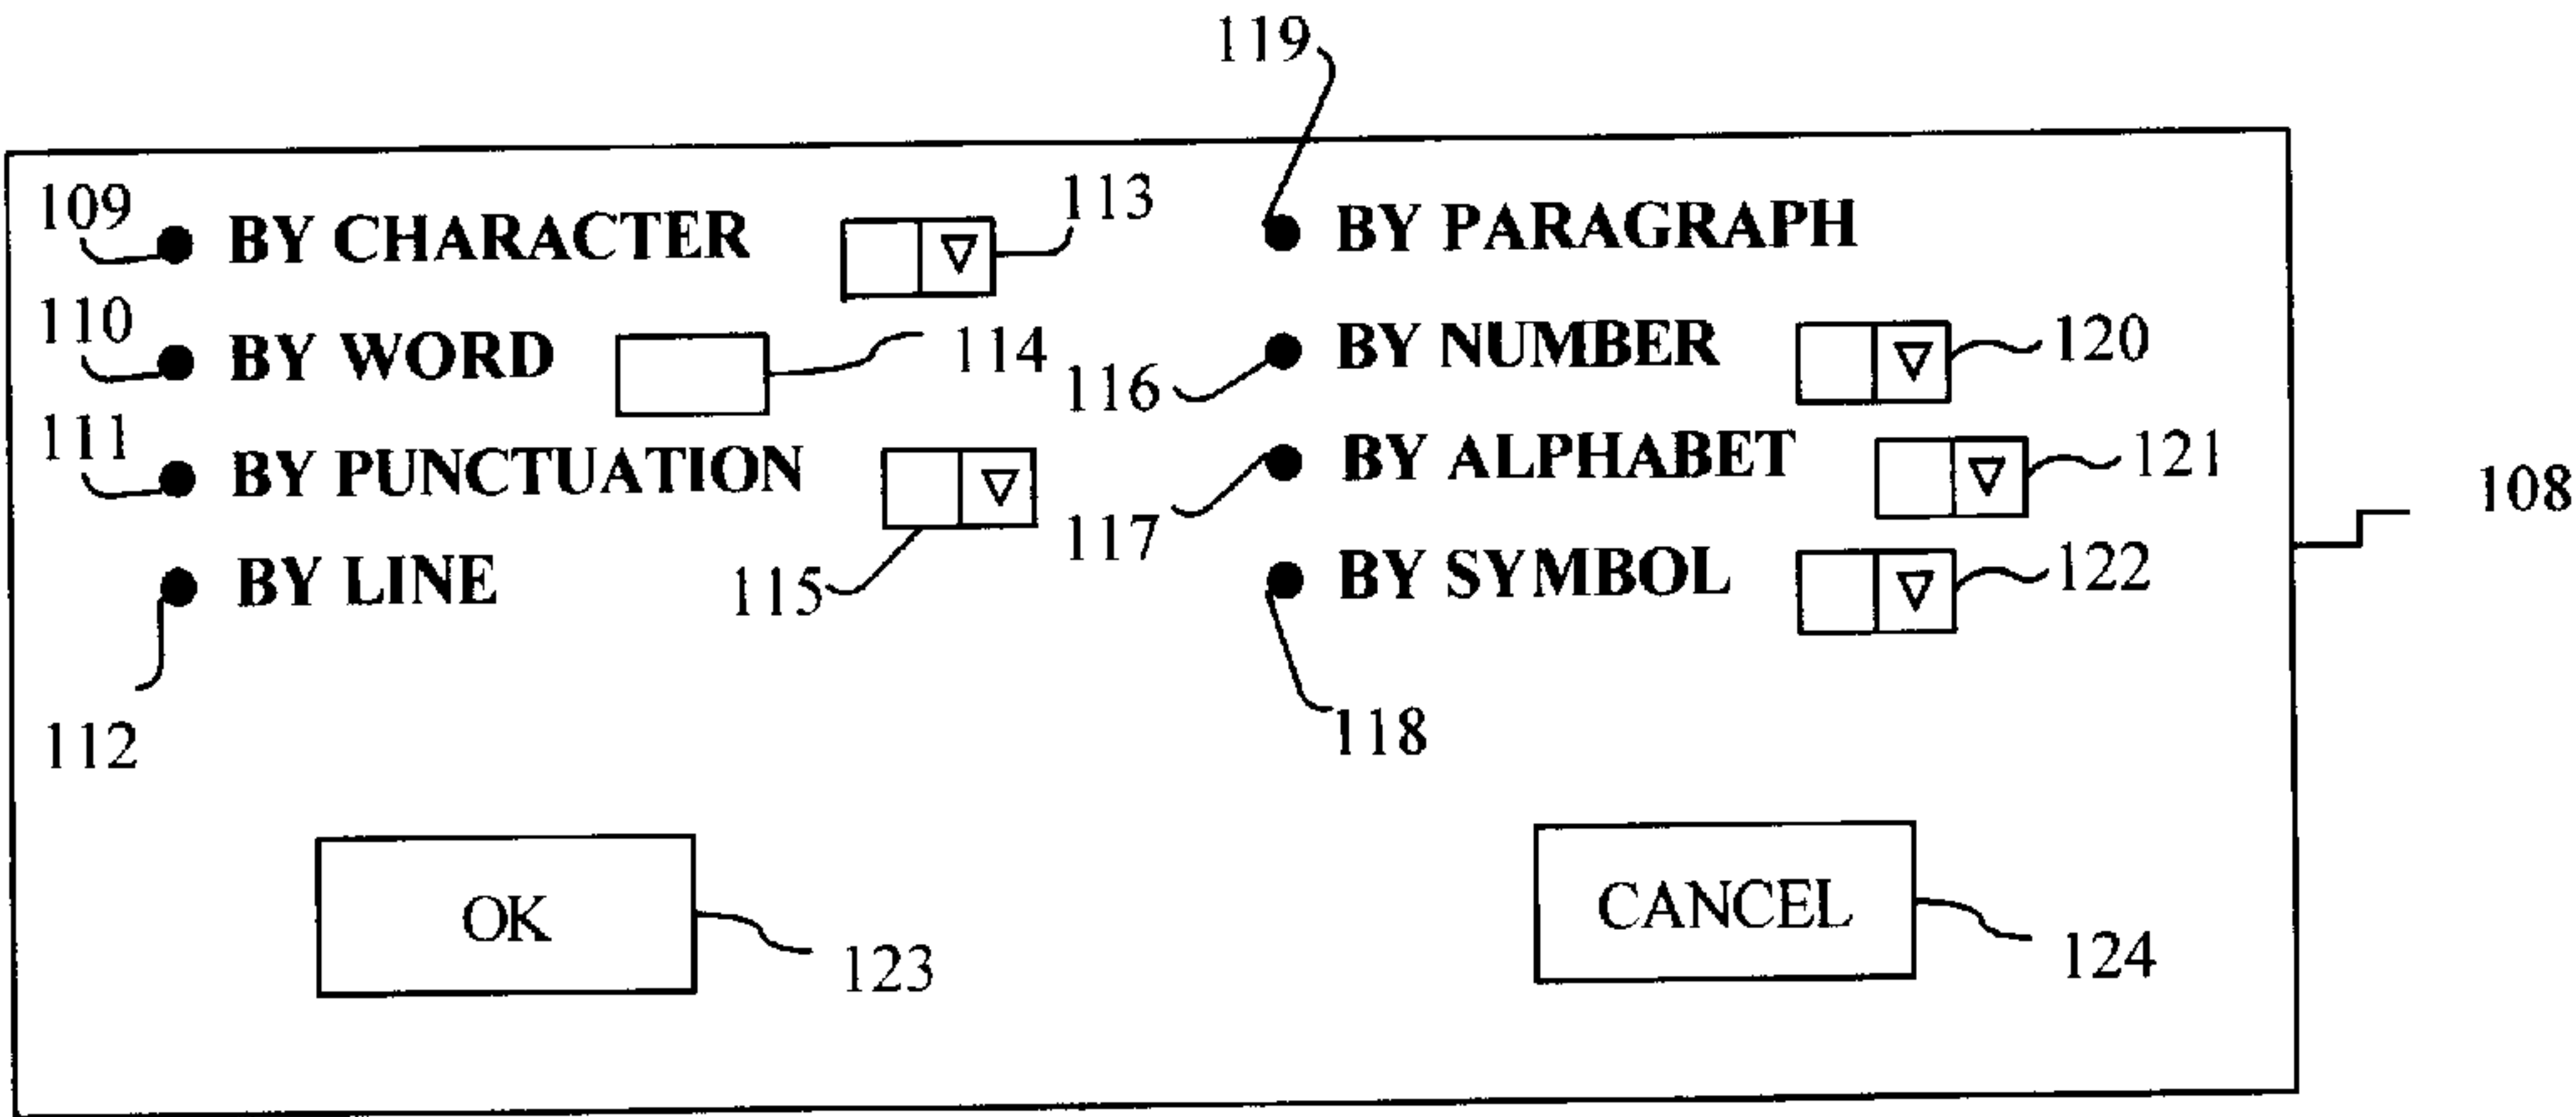 119
109 BY CHARACTER 113 BY PARAGRAPH
110 BY WORD 114 116 BY NUMBER 120
111 BY PUNCTUATION 115 117 BY ALPHABET 121
108
BY LINE BY SYMBOL 122
112 118
OK 123 CANCEL 124